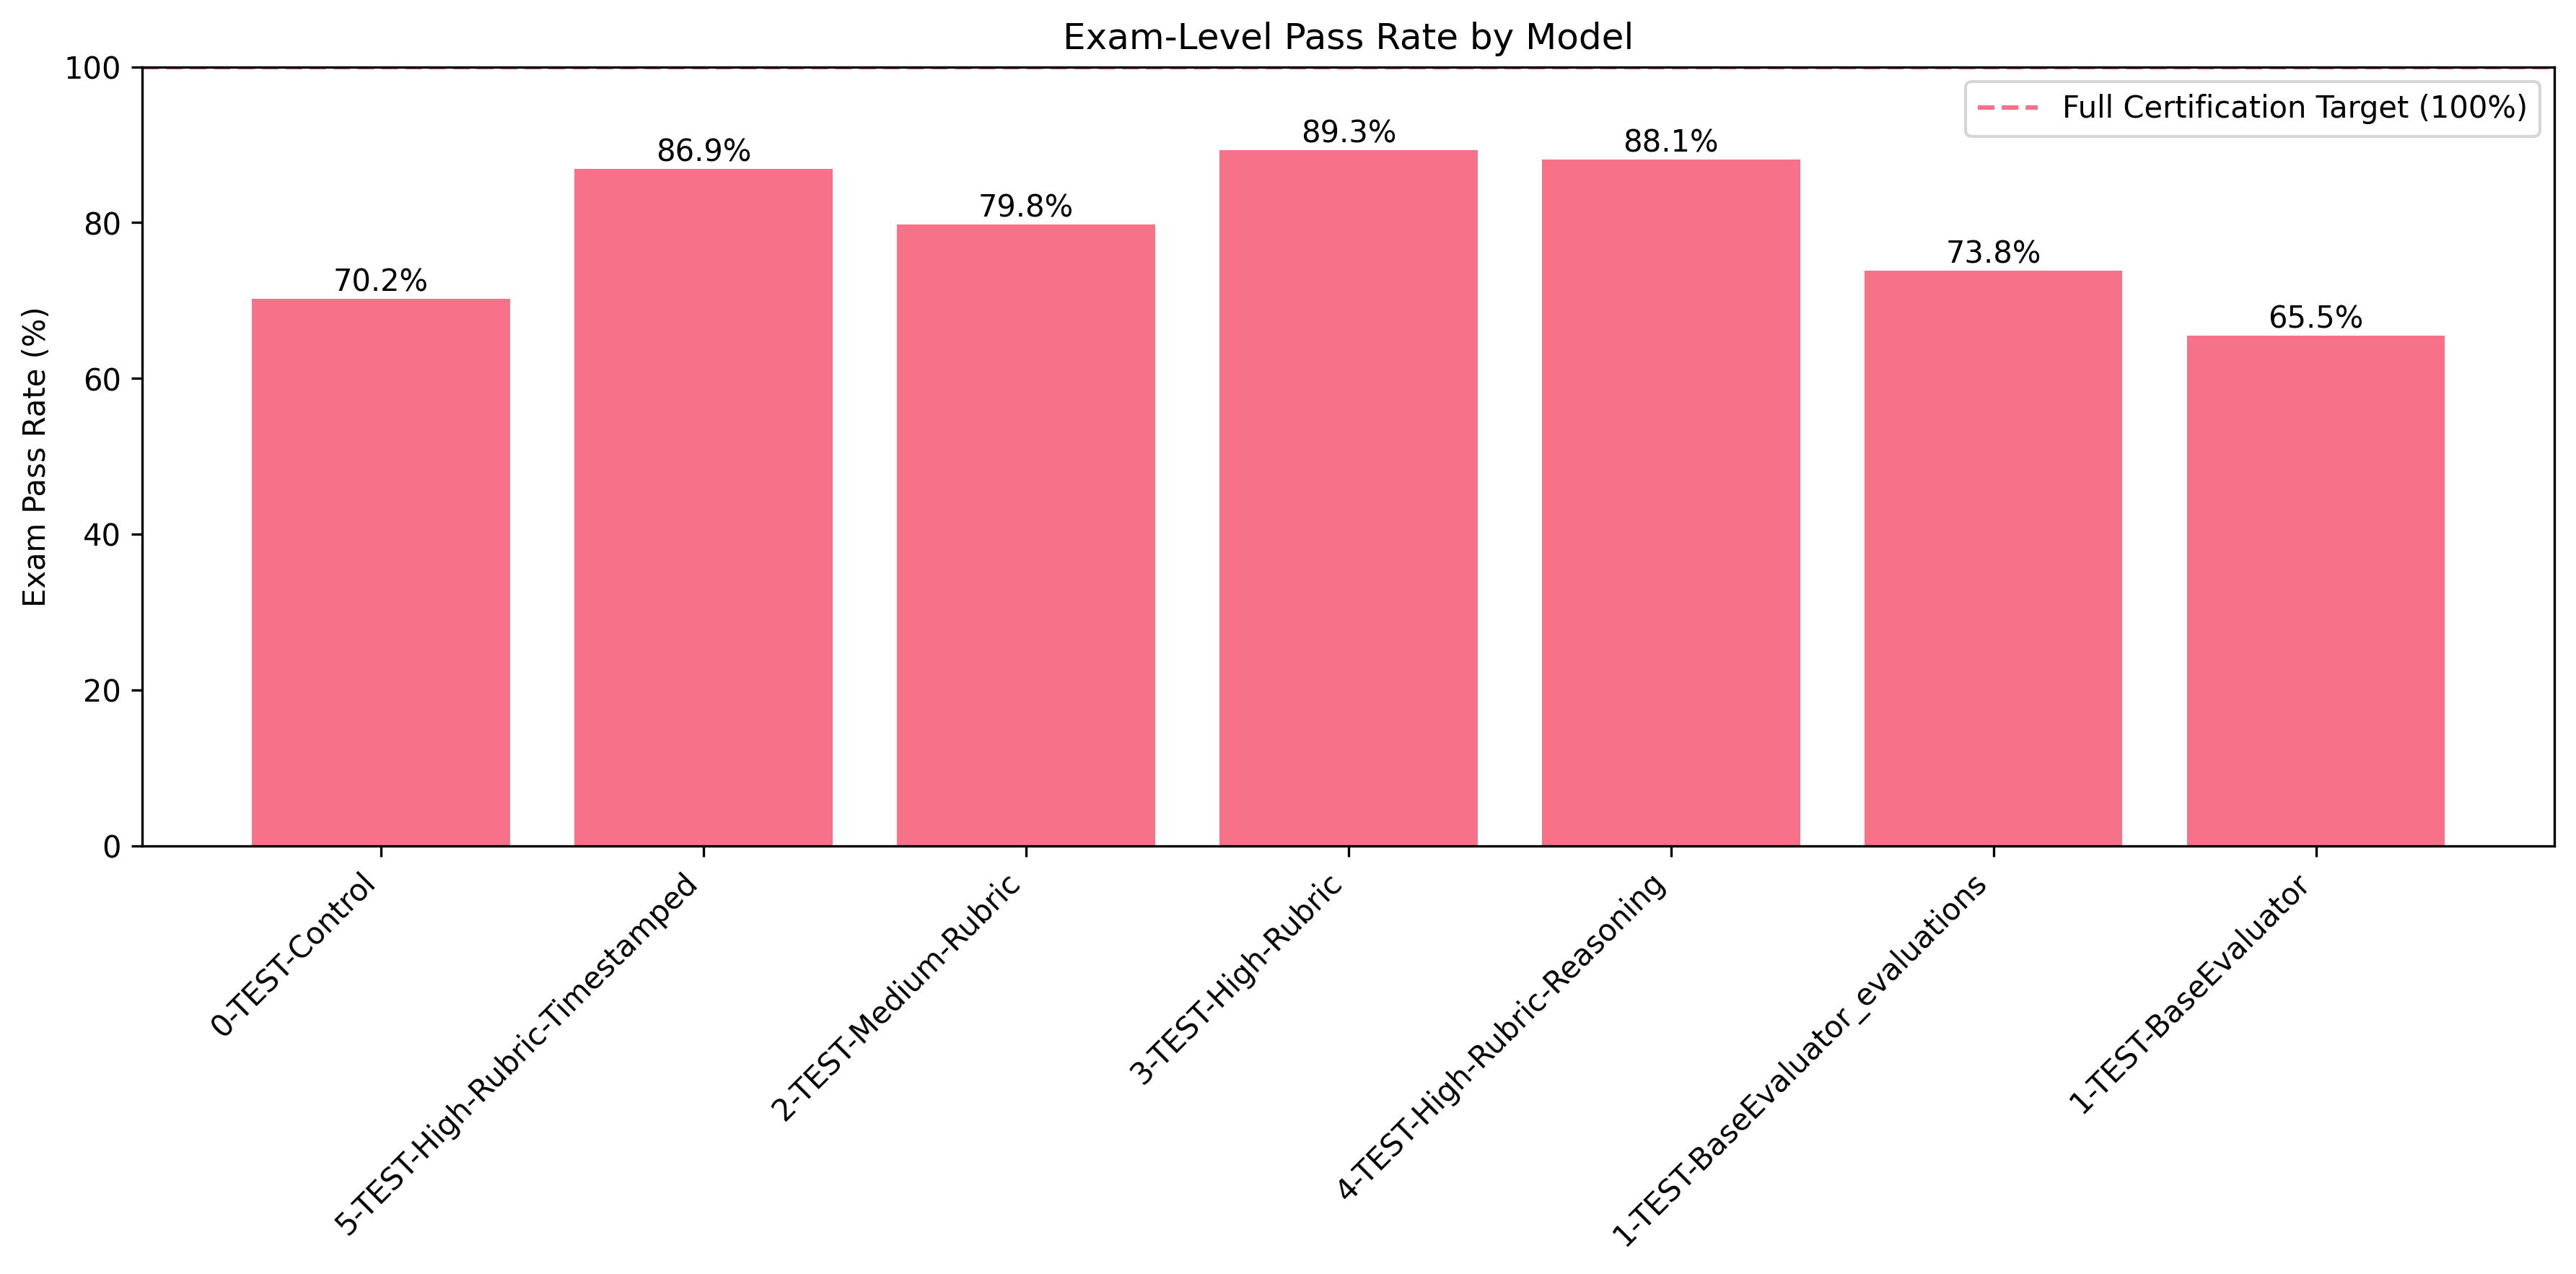 Exam-Level Pass Rate by Model
Full Certification Target (100%)
Exam Pass Rate (%)
100
80
60
40
20
0
70.2%
86.9%
79.8%
89.3%
88.1%
73.8%
65.5%
0-TEST-Control
5-TEST-High-Rubric-Timestamped
2-TEST-Medium-Rubric
3-TEST-High-Rubric
4-TEST-High-Rubric-Reasoning
1-TEST-BaseEvaluator_evaluations
1-TEST-BaseEvaluator